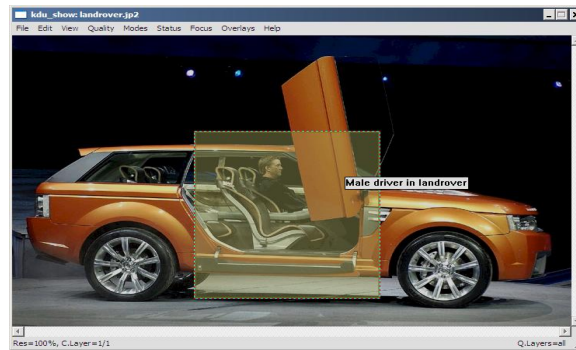 kdu_show: landrover.jp2
File Edit View Quality Modes Status Focus Overlays Help
Male driver in landrover
Res=100%, C.Layer=1/1 Q.Layers=all